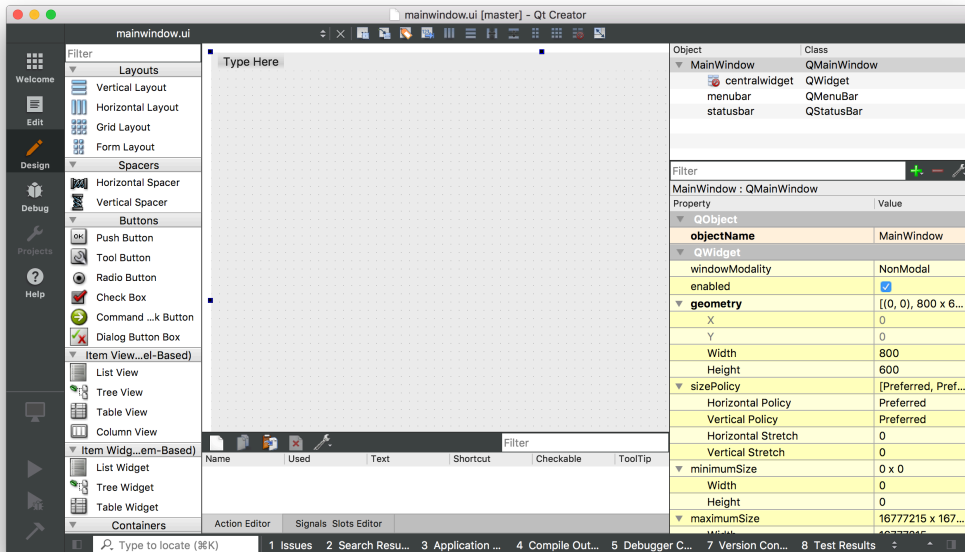 mainwindow.ui [master] - Qt Creator
mainwindow.ui
Welcome
Edit
Design
Debug
Projects
Help
Filter
Layouts
Vertical Layout
Horizontal Layout
Grid Layout
Form Layout
Spacers
Horizontal Spacer
Vertical Spacer
Buttons
OK Push Button
Tool Button
Radio Button
Check Box
Command ...k Button
Dialog Button Box
Item View...el-Based)
List View
Tree View
Table View
Column View
Item Widg...em-Based)
List Widget
Tree Widget
Table Widget
Containers
Type Here
Filter
Name Used Text Shortcut Checkable ToolTip
Action Editor Signals Slots Editor
Object Class
MainWindow QMainWindow
centralwidget QWidget
menubar QMenuBar
statusbar QStatusBar
Filter
MainWindow : QMainWindow
Property Value
QObject
objectName MainWindow
QWidget
windowModality NonModal
enabled
geometry [(0, 0), 800 x 6...
X 0
Y 0
Width 800
Height 600
sizePolicy [Preferred, Pref...
Horizontal Policy Preferred
Vertical Policy Preferred
Horizontal Stretch 0
Vertical Stretch 0
minimumSize 0 x 0
Width 0
Height 0
maximumSize 16777215 x 167...
Width 16777215
Type to locate (⌘K) 1 Issues 2 Search Resu... 3 Application ... 4 Compile Out... 5 Debugger C... 7 Version Con... 8 Test Results